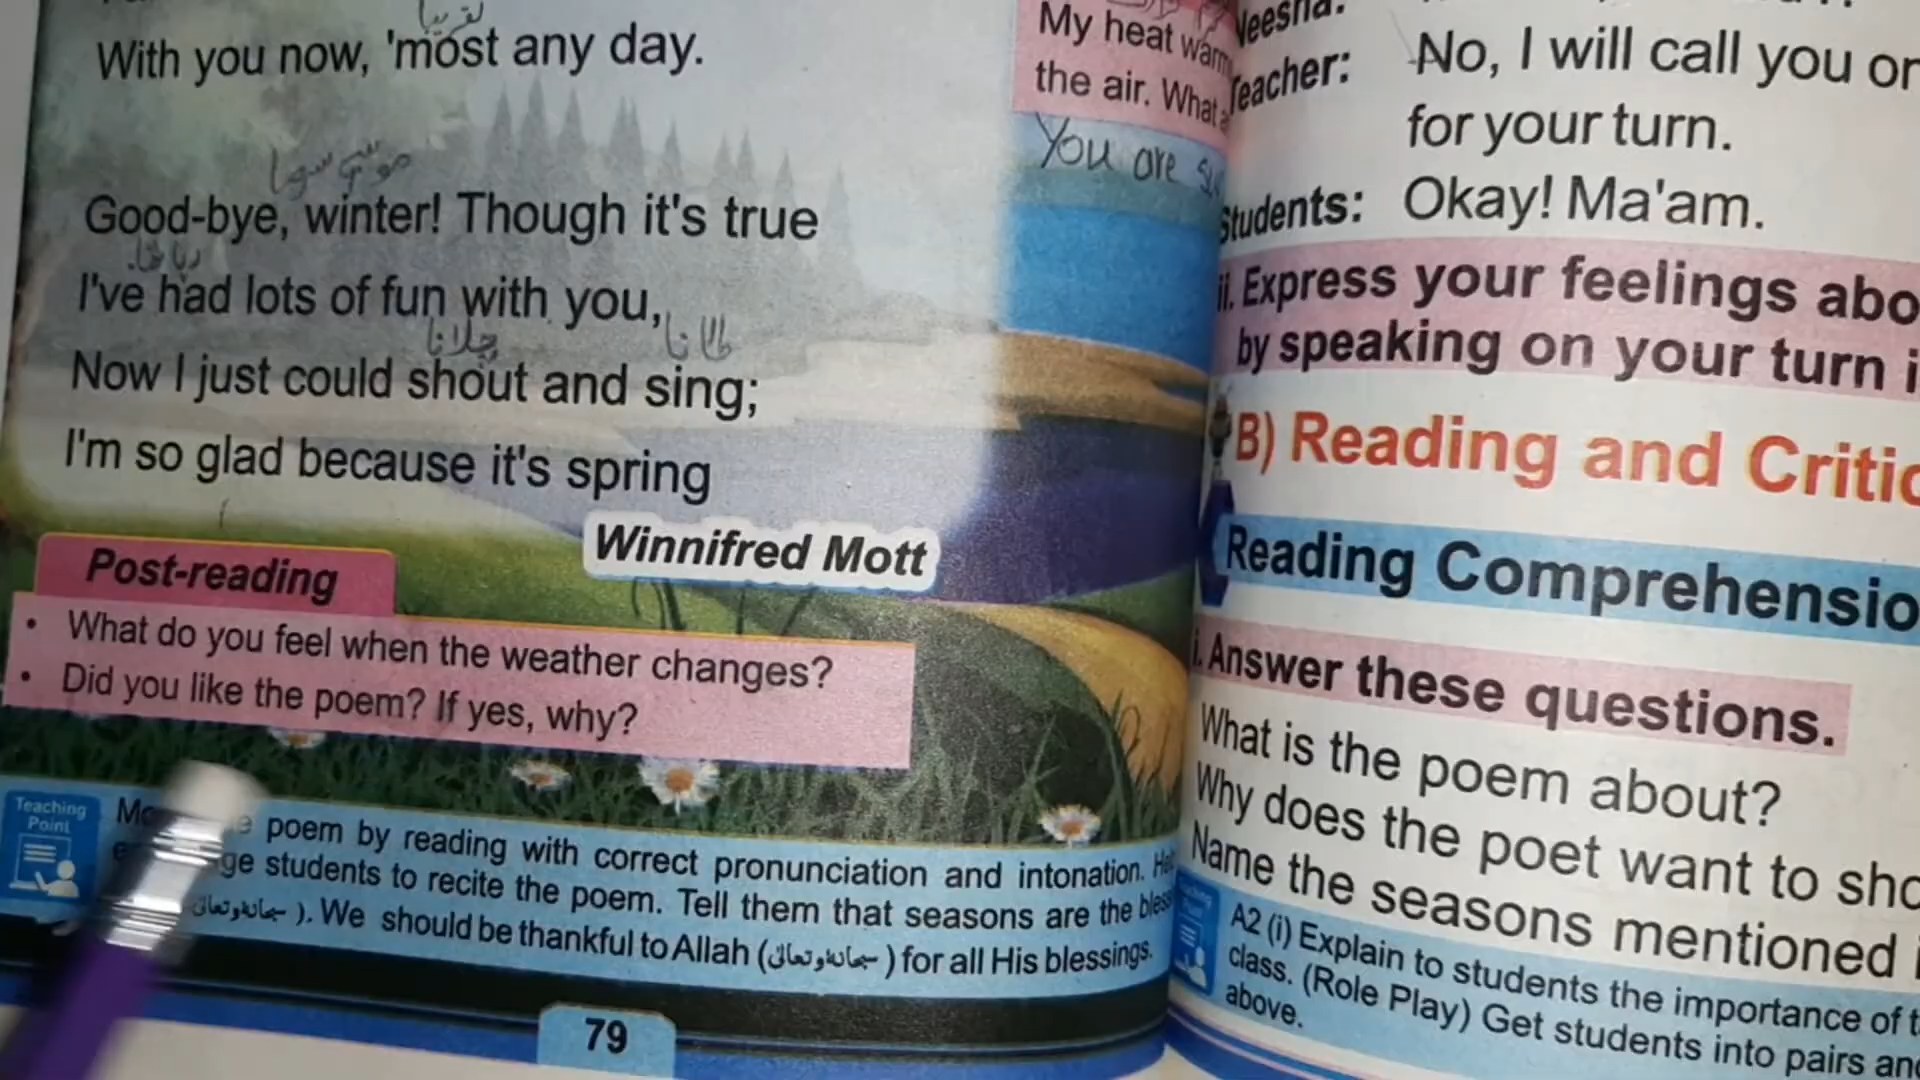 تقریباً
With you now, 'most any day.
Good-bye, winter! Though it's true
I've had lots of fun with you,
چلانا
Now I just could shout and sing;
I'm so glad because it's spring
Winnifred Mott
Post-reading
• What do you feel when the weather changes?
• Did you like the poem? If yes, why?
Teaching Point
poem by reading with correct pronunciation and intonation.
students to recite the poem. Tell them that seasons are the
). We should be thankful to Allah (سبحانہ وتعالیٰ) for all His blessings.
79
My heat
the air. What
You are
Neesha:
Teacher: No, I will call you
for your turn.
Students: Okay! Ma'am.
ii. Express your feelings
by speaking on your turn
B) Reading and
Reading
i. Answer these questions.
What is the poem about?
Why does the poet want to
Name the seasons mentioned
A2 (i) Explain to students the importance of
class. (Role Play) Get students into pairs
above.